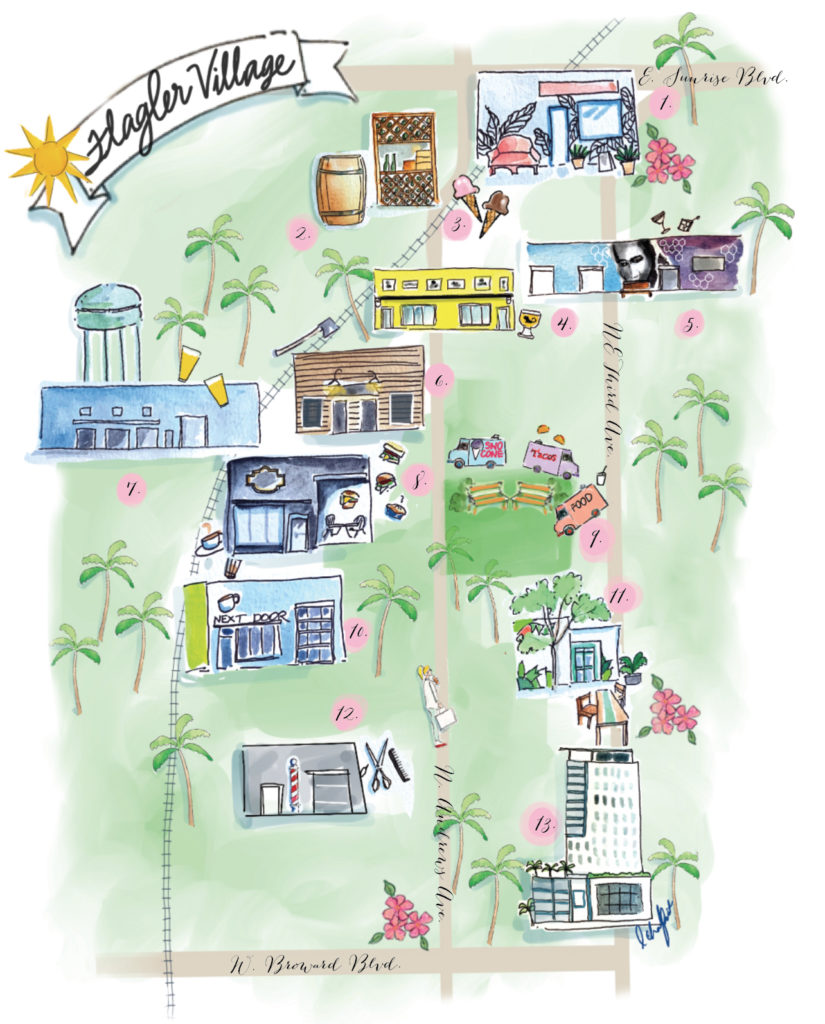 Flagler Village
E. Sunrise Blvd.
1.
2.
3.
4.
5.
NE Third Ave.
6.
7.
8.
SNO
CONE
TACOS
FOOD
9.
NEXT DOOR
10.
11.
12.
N. Andrews Ave.
13.
W. Broward Blvd.